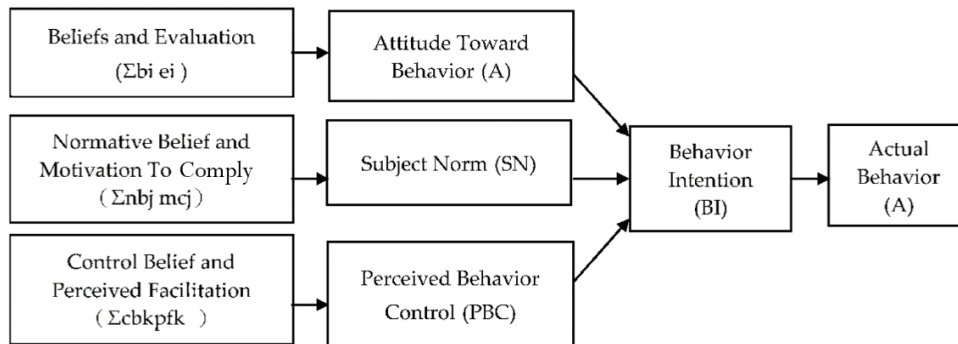 Beliefs and Evaluation
(Σbi ei )
Attitude Toward
Behavior (A)
Normative Belief and
Motivation To Comply
( Σnbj mcj)
Subject Norm (SN)
Control Belief and
Perceived Facilitation
( Σcbkpfk )
Perceived Behavior
Control (PBC)
Behavior
Intention
(BI)
Actual
Behavior
(A)